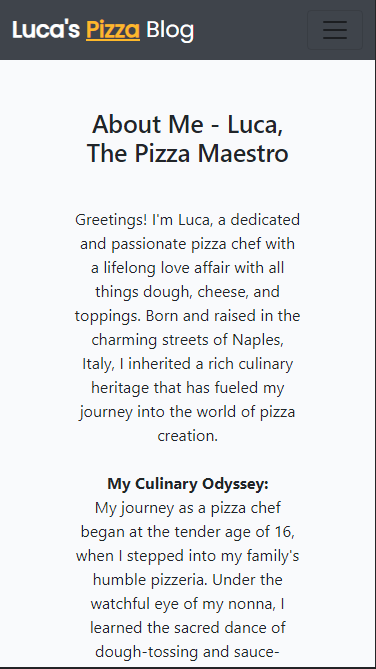 Luca's Pizza Blog
About Me - Luca,
The Pizza Maestro
Greetings! I'm Luca, a dedicated
and passionate pizza chef with
a lifelong love affair with all
things dough, cheese, and
toppings. Born and raised in the
charming streets of Naples,
Italy, I inherited a rich culinary
heritage that has fueled my
journey into the world of pizza
creation.
My Culinary Odyssey:
My journey as a pizza chef
began at the tender age of 16,
when I stepped into my family's
humble pizzeria. Under the
watchful eye of my nonna, I
learned the sacred dance of
dough-tossing and sauce-